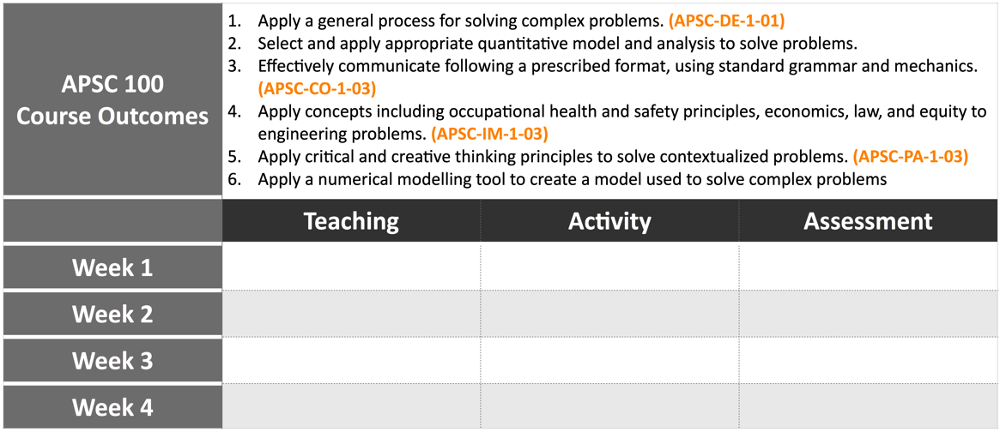 APSC 100
Course Outcomes
1. Apply a general process for solving complex problems. (APSC-DE-1-01)
2. Select and apply appropriate quantitative model and analysis to solve problems.
3. Effectively communicate following a prescribed format, using standard grammar and mechanics.
(APSC-CO-1-03)
4. Apply concepts including occupational health and safety principles, economics, law, and equity to
engineering problems. (APSC-IM-1-03)
5. Apply critical and creative thinking principles to solve contextualized problems. (APSC-PA-1-03)
6. Apply a numerical modelling tool to create a model used to solve complex problems
Teaching Activity Assessment
Week 1
Week 2
Week 3
Week 4